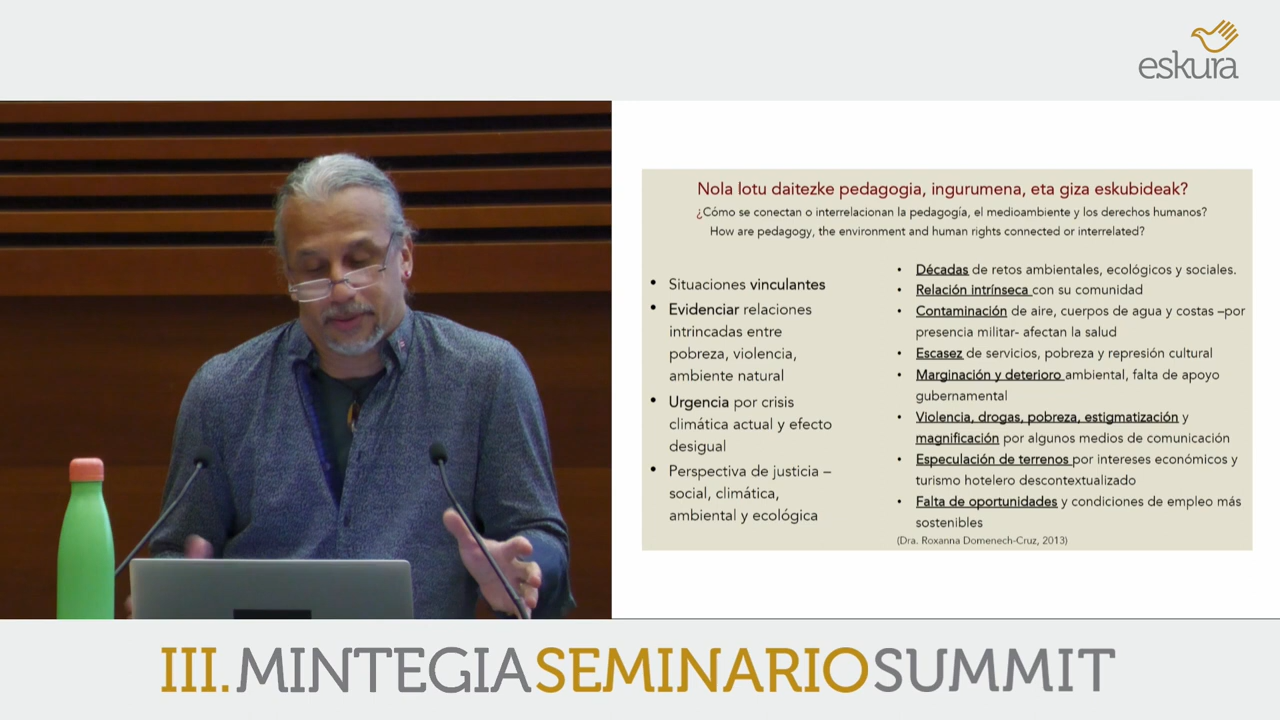 eskura
Nola lotu daitezke pedagogia, ingurumena, eta giza eskubideak?
¿Cómo se conectan o interrelacionan la pedagogía, el medioambiente y los derechos humanos?
How are pedagogy, the environment and human rights connected or interrelated?
• Situaciones vinculantes
• Evidenciar relaciones
intrincadas entre
pobreza, violencia,
ambiente natural
• Urgencia por crisis
climática actual y efecto
desigual
• Perspectiva de justicia –
social, climática,
ambiental y ecológica
• Décadas de retos ambientales, ecológicos y sociales.
• Relación intrínseca con su comunidad
• Contaminación de aire, cuerpos de agua y costas –por
presencia militar- afectan la salud
• Escasez de servicios, pobreza y represión cultural
• Marginación y deterioro ambiental, falta de apoyo
gubernamental
• Violencia, drogas, pobreza, estigmatización y
magnificación por algunos medios de comunicación
• Especulación de terrenos por intereses económicos y
turismo hotelero descontextualizado
• Falta de oportunidades y condiciones de empleo más
sostenibles
(Dra. Roxanna Domenech-Cruz, 2013)
III. MINTEGIA SEMINARIO SUMMIT